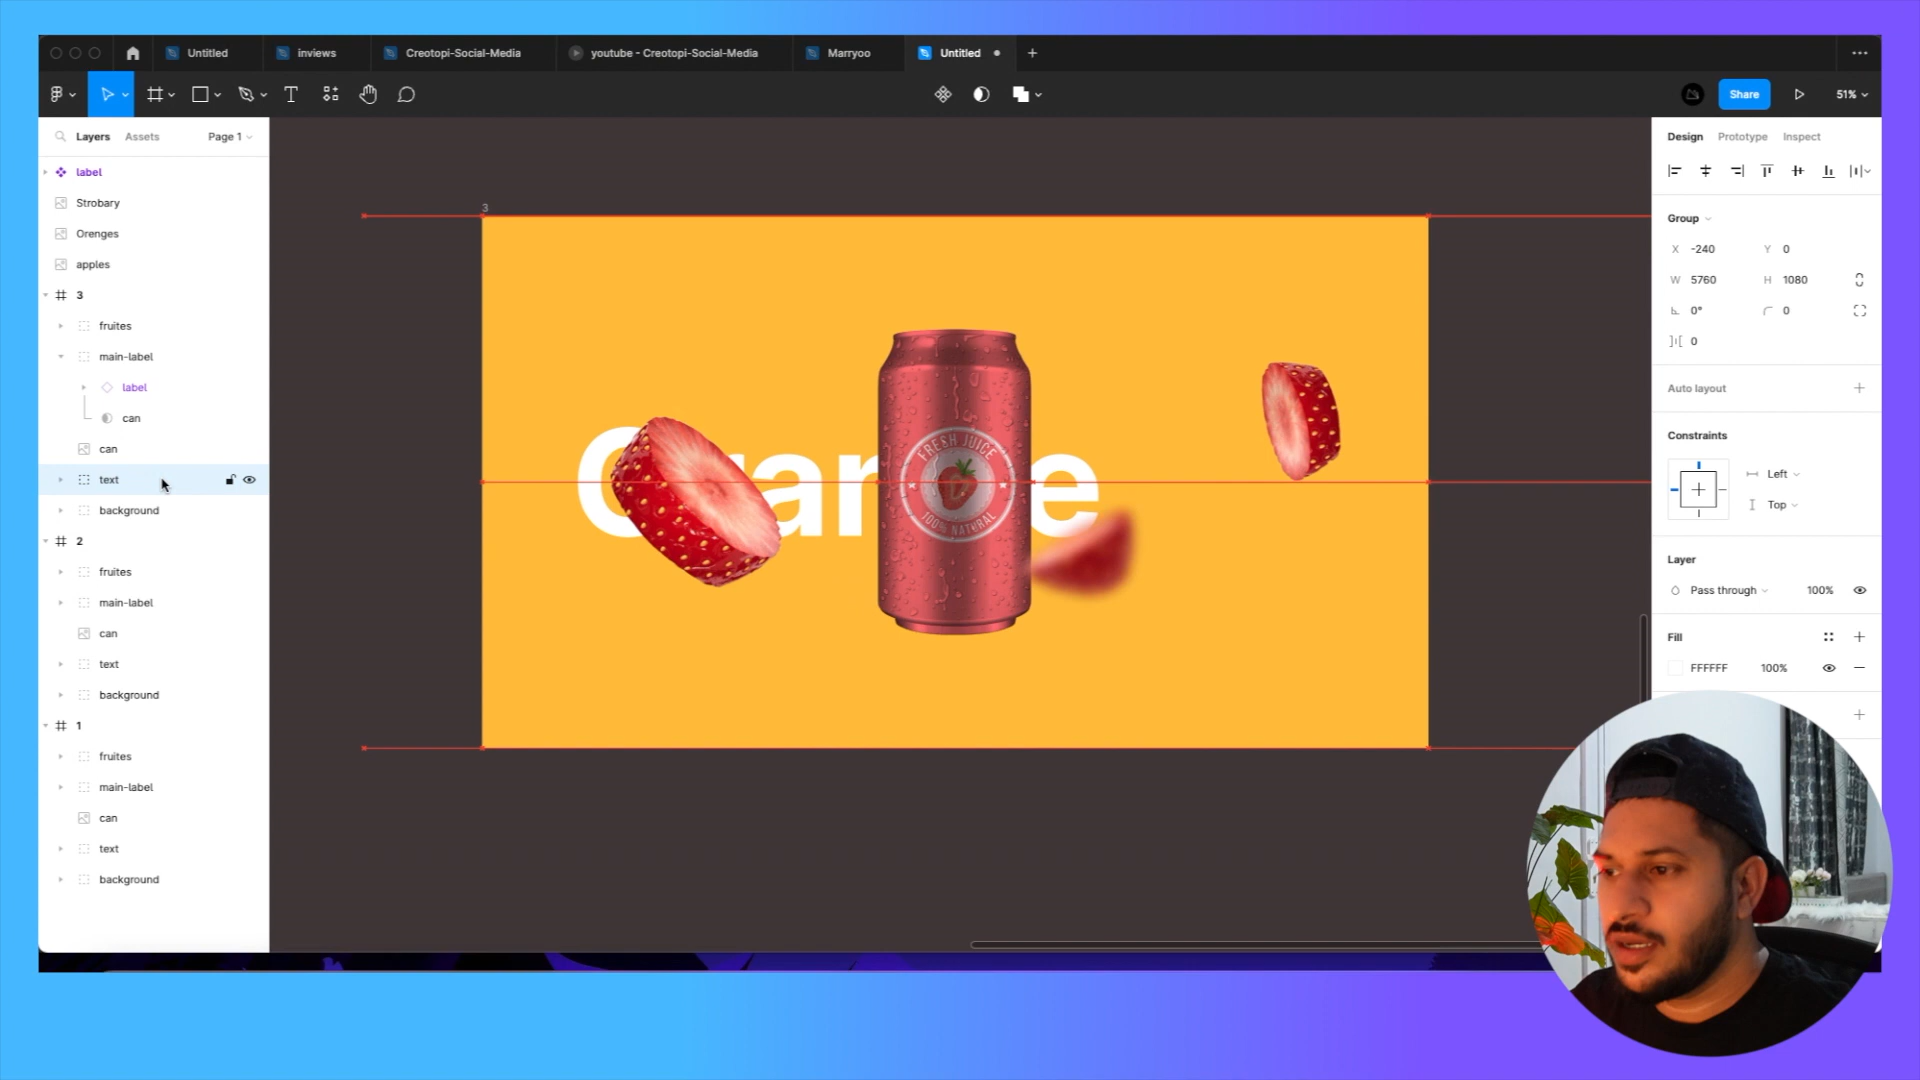 Untitled
inviews
Creotopi-Social-Media
youtube - Creotopi-Social-Media
Marryoo
Untitled
Share
51%
Layers
Assets
Page 1
label
Strobary
Orenges
apples
3
fruites
main-label
label
can
can
text
background
2
fruites
main-label
can
text
background
1
fruites
main-label
can
text
background
3
FRESH JUICE
100% NATURAL
Design
Prototype
Inspect
Group
X -240
Y 0
W 5760
H 1080
0°
0
0
Auto layout
Constraints
Left
Top
Layer
Pass through
100%
Fill
FFFFFF
100%